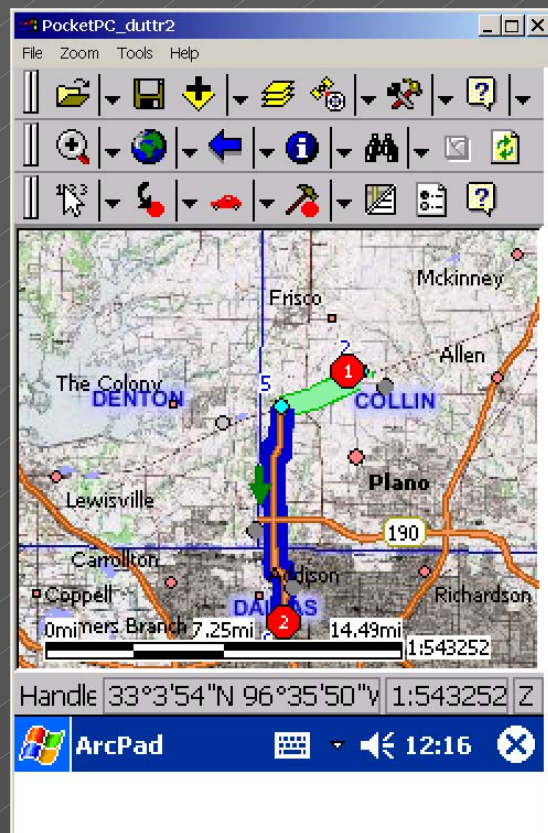 PocketPC_duttr2
File Zoom Tools Help
Mckinney
Frisco
2
1
Allen
5
The Colony
DENTON
COLLIN
Plano
Lewisville
190
Carrollton
Addison
Coppell
Richardson
DALLAS
2
mers Branch
0mi 7.25mi 14.49mi
1:543252
Handle 33°3'54"N 96°35'50"W 1:543252 Z
ArcPad 12:16